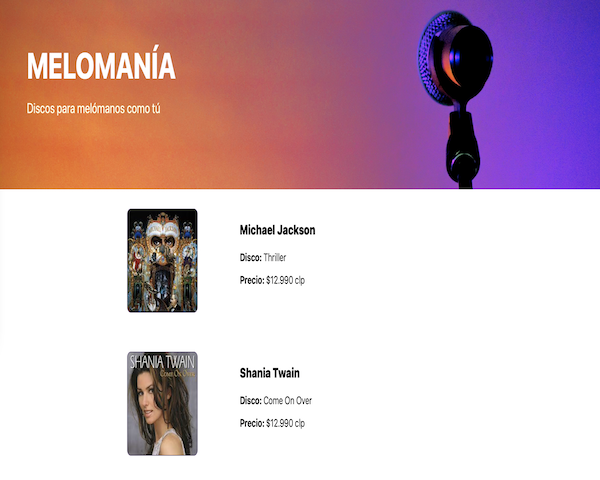 MELOMANÍA
Discos para melómanos como tú
Michael Jackson
Disco: Thriller
Precio: $12.990 clp
SHANIA TWAIN
COME ON OVER
Shania Twain
Disco: Come On Over
Precio: $12.990 clp